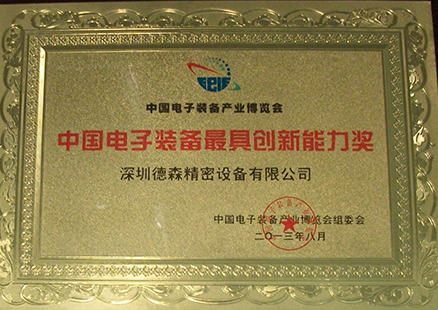 CEIF
中国电子装备产业博览会
中国电子装备最具创新能力奖
深圳德森精密设备有限公司
中国电子装备产业博览会组委会
二〇一三年八月